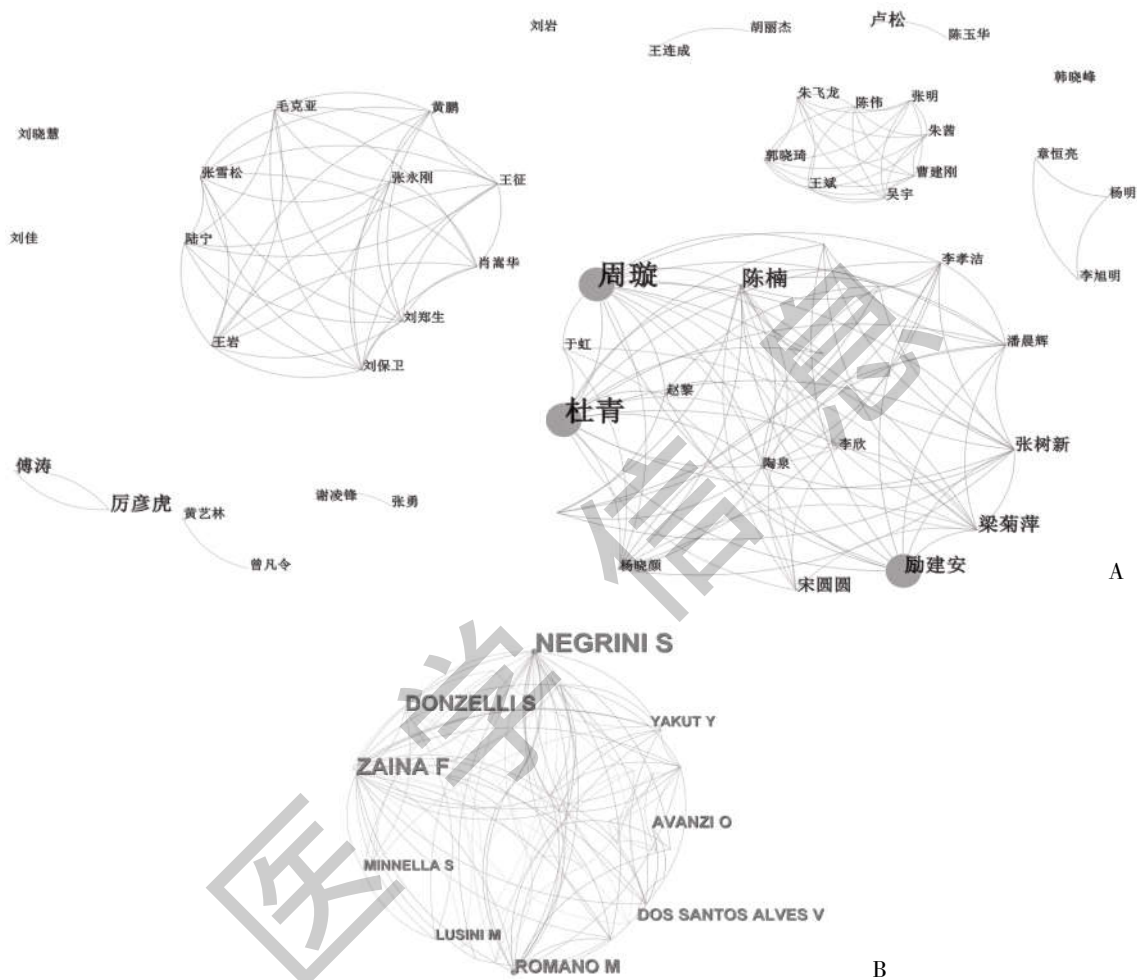 刘岩
胡丽杰
王连成
卢松
陈玉华
韩晓峰
毛克亚
黄鹏
朱飞龙
陈伟
张明
刘晓慧
朱茜
张雪松
张永刚
王征
郭晓琦
王斌
吴宇
曹建刚
章恒亮
杨明
刘佳
陆宁
肖嵩华
李旭明
周璇
陈楠
李孝洁
刘郑生
王岩
刘保卫
于虹
潘晨辉
赵黎
杜青
李欣
陶泉
张树新
傅涛
厉彦虎
黄艺林
谢凌锋
张勇
曾凡令
梁菊萍
杨晓颜
宋圆圆
励建安
A
NEGRINI S
DONZELLI S
YAKUT Y
ZAINA F
AVANZI O
MINNELLA S
DOS SANTOS ALVES V
LUSINI M
ROMANO M
B
医学信息